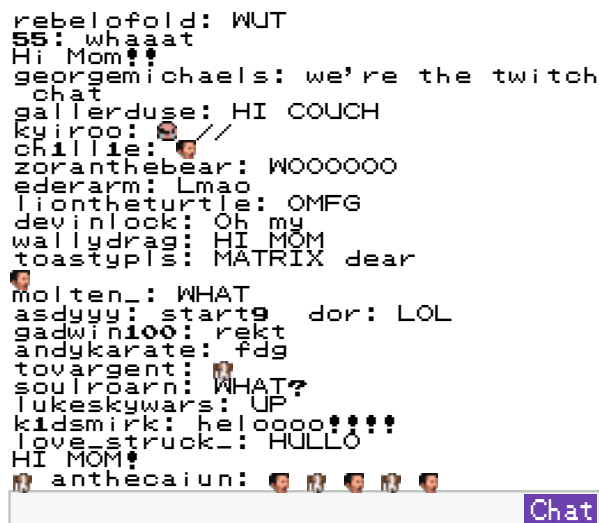 rebelofold: WUT
55: whaaat
Hi Mom!!
georgemichaels: we're the twitch
chat
gallerduse: HI COUCH
kyiroo: //
ch1ll1e:
zoranthebear: WOOOOOO
ederarm: Lmao
liontheturtle: OMFG
devinlock: Oh my
wallydrag: HI MOM
toastypls: MATRIX dear
molten_: WHAT
asdyyy: start9 dor: LOL
gadwin100: rekt
andykarate: fdg
tovargent:
soulroarn: WHAT?
lukeskywars: UP
k1dsmirk: heloooo!!!!
love_struck_: HULLO
HI MOM!
anthecaiun:
Chat